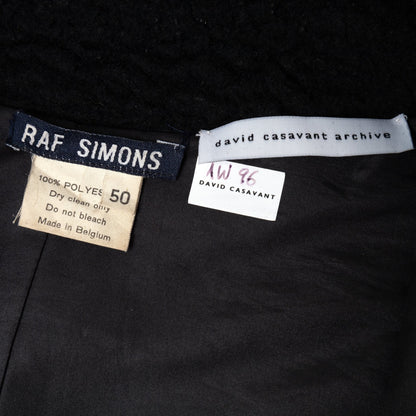 RAF SIMONS
100% POLYES 50
Dry clean only
Do not bleach
Made in Belgium
david casavant archive
AW 96
DAVID CASAVANT